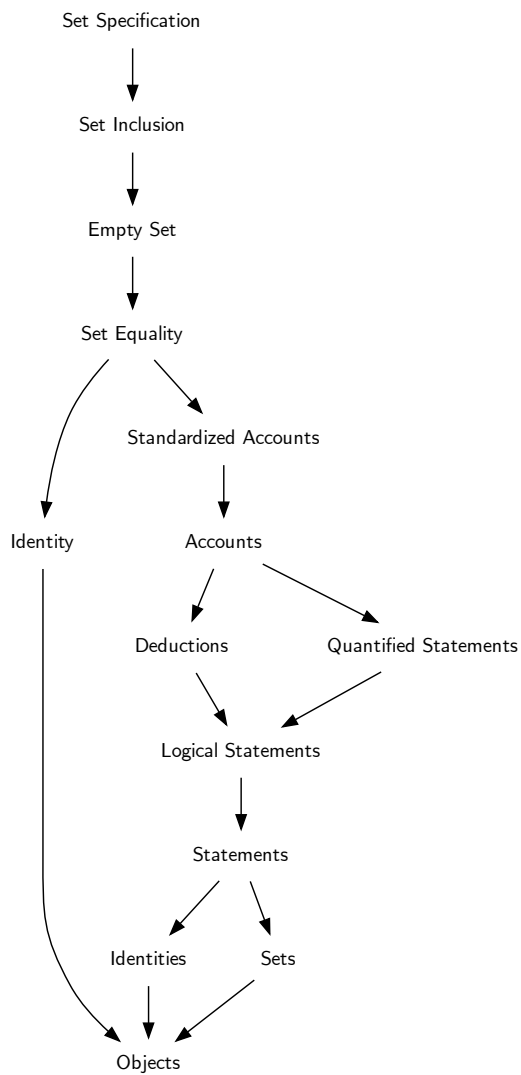 Set Specification
Set Inclusion
Empty Set
Set Equality
Standardized Accounts
Identity
Accounts
Deductions
Quantified Statements
Logical Statements
Statements
Identities
Sets
Objects